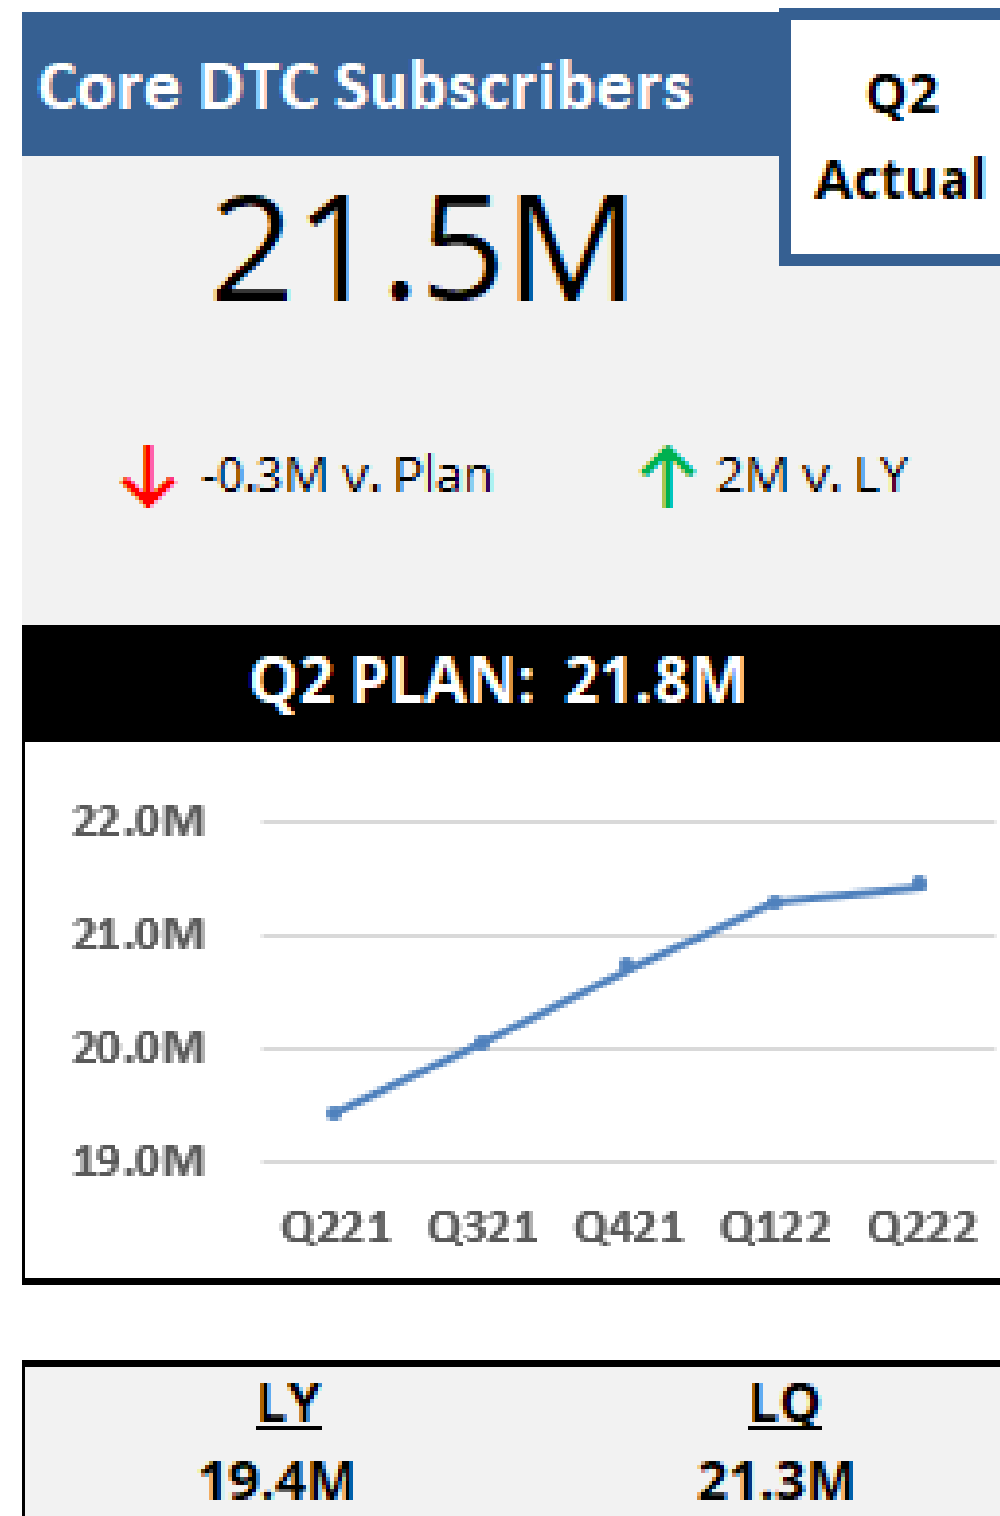 Core DTC Subscribers
Q2
Actual
21.5M
-0.3M v. Plan
2M v. LY
Q2 PLAN: 21.8M
22.0M
21.0M
20.0M
19.0M
Q221 Q321 Q421 Q122 Q222
LY LQ
19.4M 21.3M